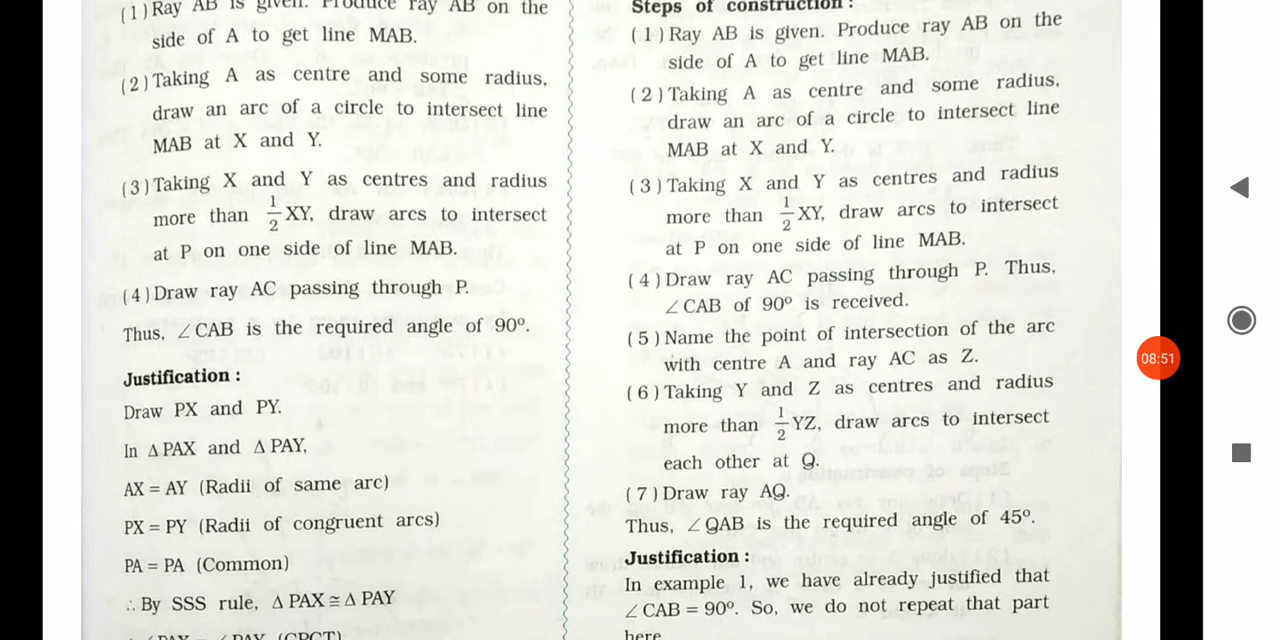 (1) Ray AB is given. Produce ray AB on the
side of A to get line MAB.
(2) Taking A as centre and some radius,
draw an arc of a circle to intersect line
MAB at X and Y.
(3) Taking X and Y as centres and radius
more than 1/2 XY, draw arcs to intersect
at P on one side of line MAB.
(4) Draw ray AC passing through P.
Thus, ∠CAB is the required angle of 90°.
Justification :
Draw PX and PY.
In Δ PAX and Δ PAY,
AX = AY (Radii of same arc)
PX = PY (Radii of congruent arcs)
PA = PA (Common)
∴ By SSS rule, Δ PAX ≅ Δ PAY
∴ ∠PAX = ∠PAY (CPCT)
Steps of construction :
(1) Ray AB is given. Produce ray AB on the
side of A to get line MAB.
(2) Taking A as centre and some radius,
draw an arc of a circle to intersect line
MAB at X and Y.
(3) Taking X and Y as centres and radius
more than 1/2 XY, draw arcs to intersect
at P on one side of line MAB.
(4) Draw ray AC passing through P. Thus,
∠CAB of 90° is received.
(5) Name the point of intersection of the arc
with centre A and ray AC as Z.
(6) Taking Y and Z as centres and radius
more than 1/2 YZ, draw arcs to intersect
each other at Q.
(7) Draw ray AQ.
Thus, ∠QAB is the required angle of 45°.
Justification :
In example 1, we have already justified that
∠CAB = 90°. So, we do not repeat that part
here
08:51